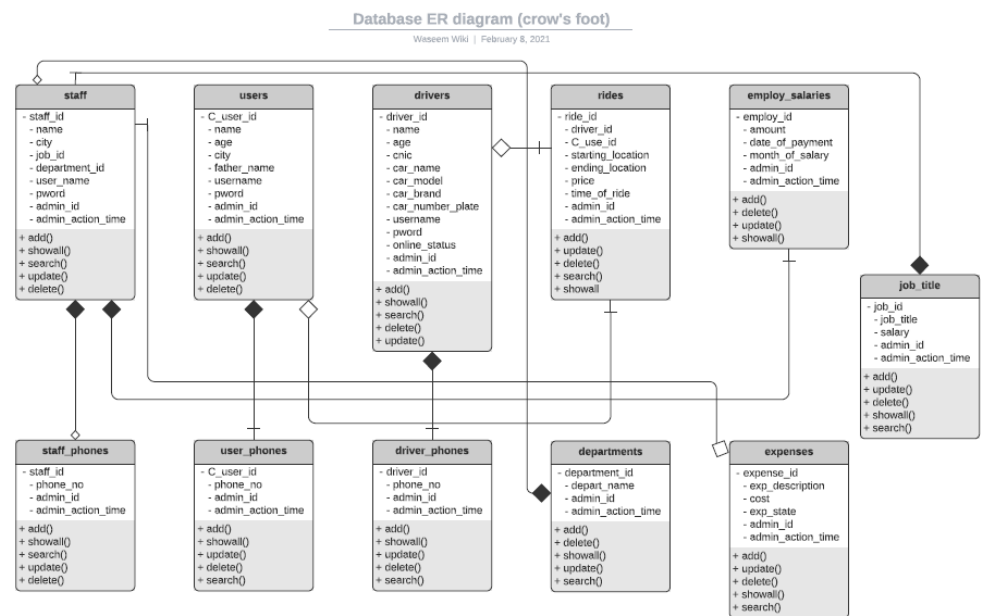 Database ER diagram (crow's foot)
Waseem Wiki | February 8, 2021
staff
- staff_id
- name
- city
- job_id
- department_id
- user_name
- pword
- admin_id
- admin_action_time
+ add()
+ showall()
+ search()
+ update()
+ delete()
users
- C_user_id
- name
- age
- city
- father_name
- username
- pword
- admin_id
- admin_action_time
+ add()
+ showall()
+ search()
+ update()
+ delete()
drivers
- driver_id
- name
- age
- cnic
- car_name
- car_model
- car_brand
- car_number_plate
- username
- pword
- online_status
- admin_id
- admin_action_time
+ add()
+ showall()
+ search()
+ delete()
+ update()
rides
- ride_id
- driver_id
- C_use_id
- starting_location
- ending_location
- price
- time_of_ride
- admin_id
- admin_action_time
+ add()
+ update()
+ delete()
+ search()
+ showall
employ_salaries
- employ_id
- amount
- date_of_payment
- month_of_salary
- admin_id
- admin_action_time
+ add()
+ delete()
+ update()
+ showall()
job_title
- job_id
- job_title
- salary
- admin_id
- admin_action_time
+ add()
+ update()
+ delete()
+ showall()
+ search()
staff_phones
- staff_id
- phone_no
- admin_id
- admin_action_time
+ add()
+ showall()
+ search()
+ update()
+ delete()
user_phones
- C_user_id
- phone_no
- admin_id
- admin_action_time
+ add()
+ showall()
+ update()
+ delete()
+ search()
driver_phones
- driver_id
- phone_no
- admin_id
- admin_action_time
+ add()
+ showall()
+ update()
+ delete()
+ search()
departments
- department_id
- depart_name
- admin_id
- admin_action_time
+ add()
+ delete()
+ showall()
+ update()
+ search()
expenses
- expense_id
- exp_description
- cost
- exp_state
- admin_id
- admin_action_time
+ add()
+ update()
+ delete()
+ showall()
+ search()